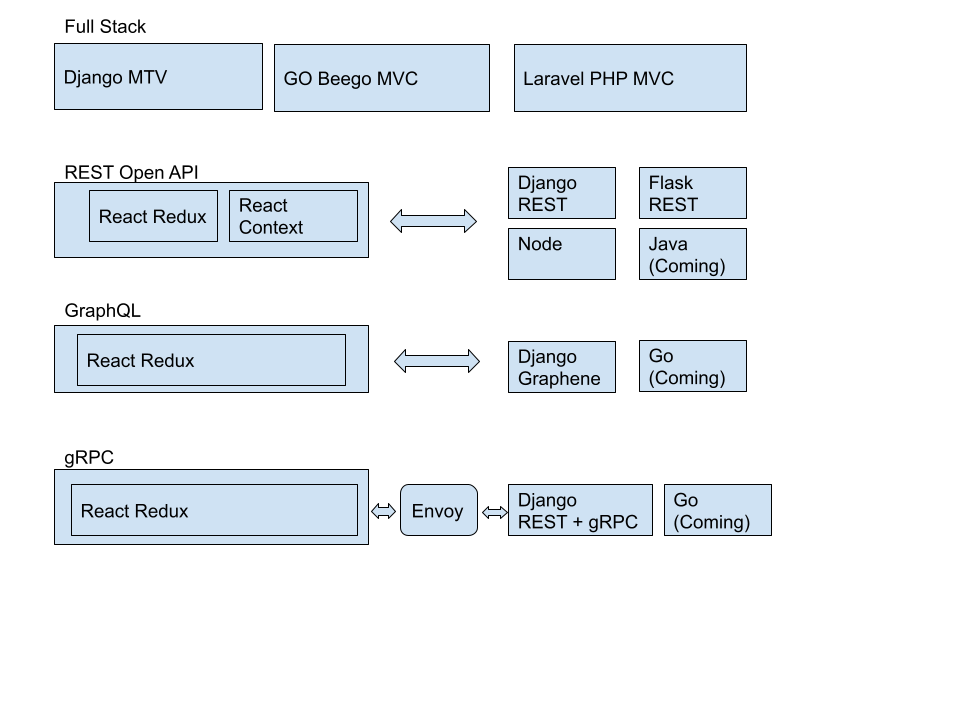 Full Stack
Django MTV
GO Beego MVC
Laravel PHP MVC
REST Open API
React Redux
React
Context
Django
REST
Flask
REST
Node
Java
(Coming)
GraphQL
React Redux
Django
Graphene
Go
(Coming)
gRPC
React Redux
Envoy
Django
REST + gRPC
Go
(Coming)